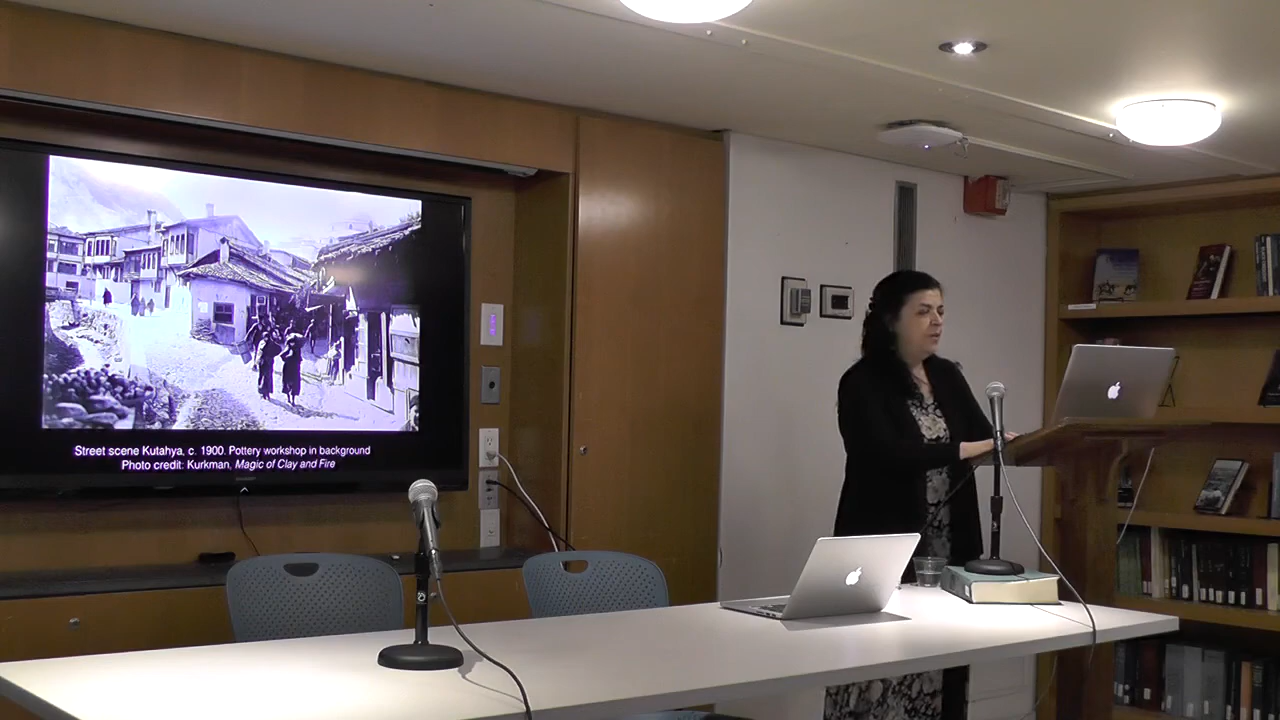 Street scene Kutahya, c. 1900. Pottery workshop in background
Photo credit: Kurkman, Magic of Clay and Fire